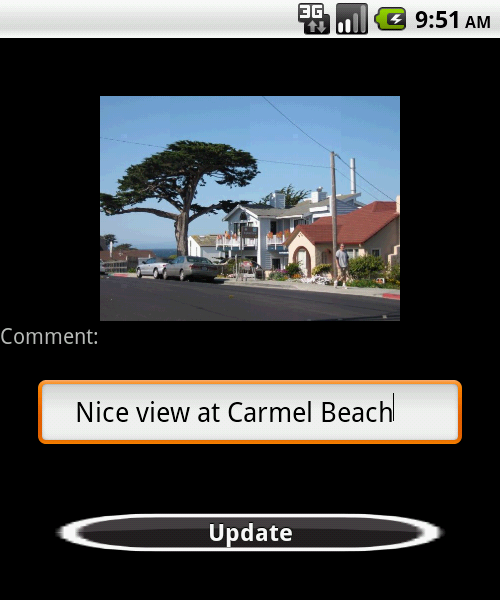 3G
9:51 AM
Comment:
Nice view at Carmel Beach
Update